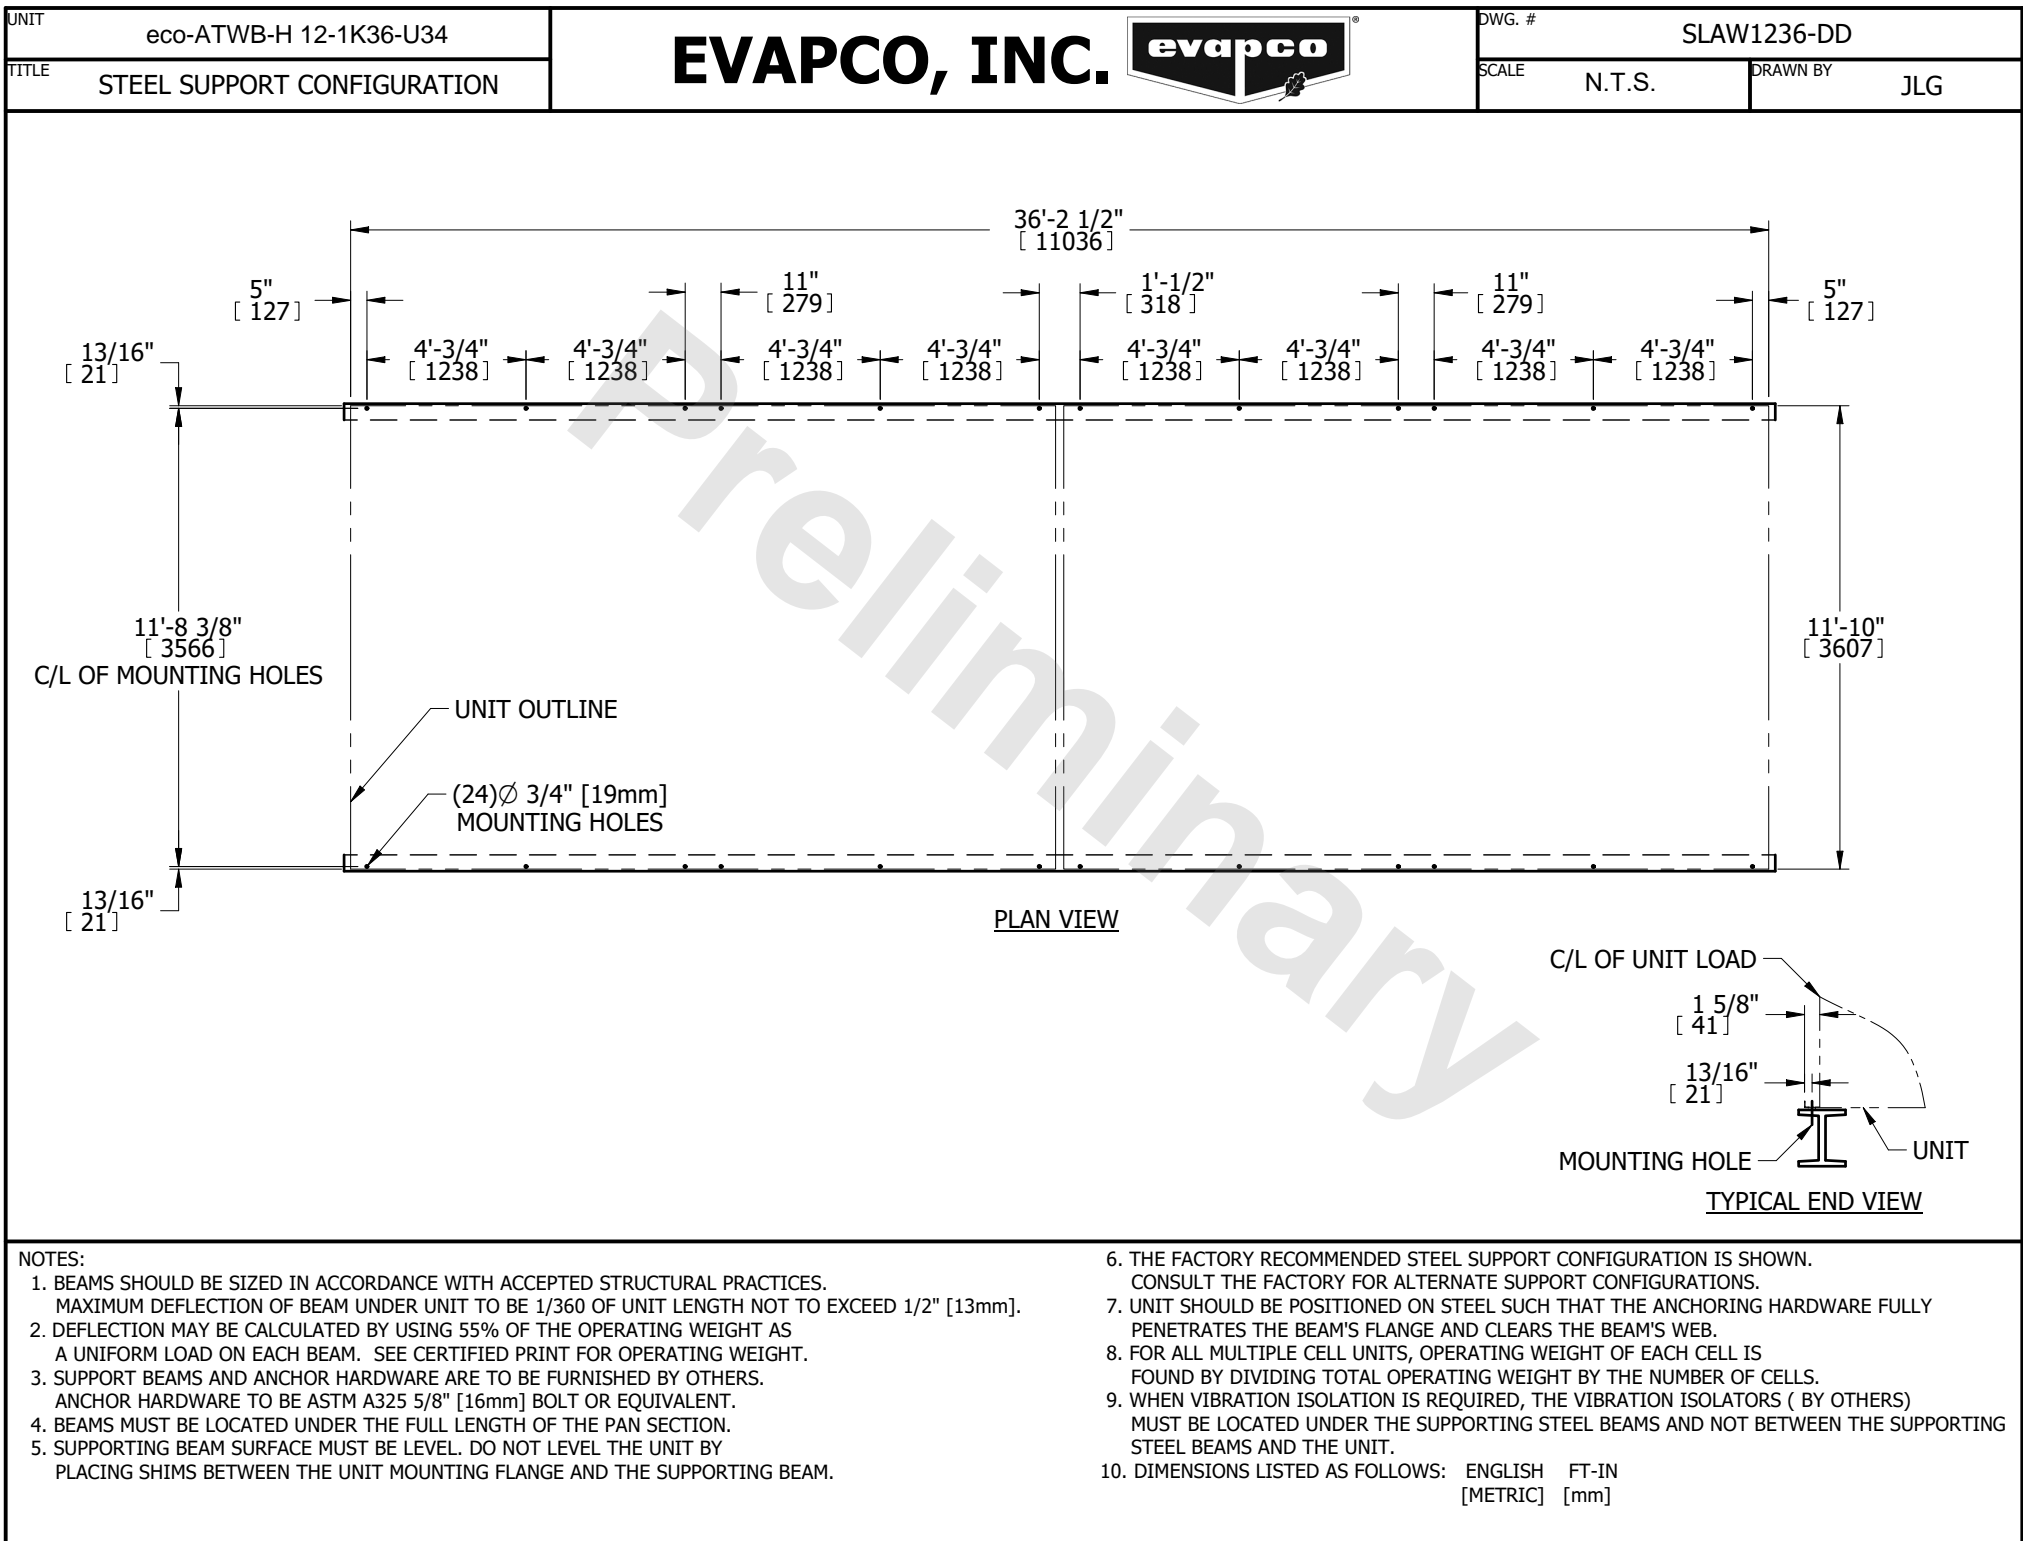 UNIT
eco-ATWB-H 12-1K36-U34
TITLE
STEEL SUPPORT CONFIGURATION
EVAPCO, INC.
evapco
®
DWG. #
SLAW1236-DD
SCALE
N.T.S.
DRAWN BY
JLG
36'-2 1/2"
[ 11036 ]
5"
[ 127 ]
11"
[ 279 ]
1'-1/2"
[ 318 ]
11"
[ 279 ]
5"
[ 127 ]
13/16"
[ 21 ]
4'-3/4"
[ 1238 ]
4'-3/4"
[ 1238 ]
4'-3/4"
[ 1238 ]
4'-3/4"
[ 1238 ]
4'-3/4"
[ 1238 ]
4'-3/4"
[ 1238 ]
4'-3/4"
[ 1238 ]
4'-3/4"
[ 1238 ]
Preliminary
11'-8 3/8"
[ 3566 ]
C/L OF MOUNTING HOLES
11'-10"
[ 3607 ]
UNIT OUTLINE
(24)∅ 3/4" [19mm]
MOUNTING HOLES
13/16"
[ 21 ]
PLAN VIEW
C/L OF UNIT LOAD
1 5/8"
[ 41 ]
13/16"
[ 21 ]
MOUNTING HOLE
UNIT
TYPICAL END VIEW
NOTES:
1. BEAMS SHOULD BE SIZED IN ACCORDANCE WITH ACCEPTED STRUCTURAL PRACTICES.
MAXIMUM DEFLECTION OF BEAM UNDER UNIT TO BE 1/360 OF UNIT LENGTH NOT TO EXCEED 1/2" [13mm].
2. DEFLECTION MAY BE CALCULATED BY USING 55% OF THE OPERATING WEIGHT AS
A UNIFORM LOAD ON EACH BEAM. SEE CERTIFIED PRINT FOR OPERATING WEIGHT.
3. SUPPORT BEAMS AND ANCHOR HARDWARE ARE TO BE FURNISHED BY OTHERS.
ANCHOR HARDWARE TO BE ASTM A325 5/8" [16mm] BOLT OR EQUIVALENT.
4. BEAMS MUST BE LOCATED UNDER THE FULL LENGTH OF THE PAN SECTION.
5. SUPPORTING BEAM SURFACE MUST BE LEVEL. DO NOT LEVEL THE UNIT BY
PLACING SHIMS BETWEEN THE UNIT MOUNTING FLANGE AND THE SUPPORTING BEAM.
6. THE FACTORY RECOMMENDED STEEL SUPPORT CONFIGURATION IS SHOWN.
CONSULT THE FACTORY FOR ALTERNATE SUPPORT CONFIGURATIONS.
7. UNIT SHOULD BE POSITIONED ON STEEL SUCH THAT THE ANCHORING HARDWARE FULLY
PENETRATES THE BEAM'S FLANGE AND CLEARS THE BEAM'S WEB.
8. FOR ALL MULTIPLE CELL UNITS, OPERATING WEIGHT OF EACH CELL IS
FOUND BY DIVIDING TOTAL OPERATING WEIGHT BY THE NUMBER OF CELLS.
9. WHEN VIBRATION ISOLATION IS REQUIRED, THE VIBRATION ISOLATORS ( BY OTHERS)
MUST BE LOCATED UNDER THE SUPPORTING STEEL BEAMS AND NOT BETWEEN THE SUPPORTING
STEEL BEAMS AND THE UNIT.
10. DIMENSIONS LISTED AS FOLLOWS: ENGLISH FT-IN
[METRIC] [mm]